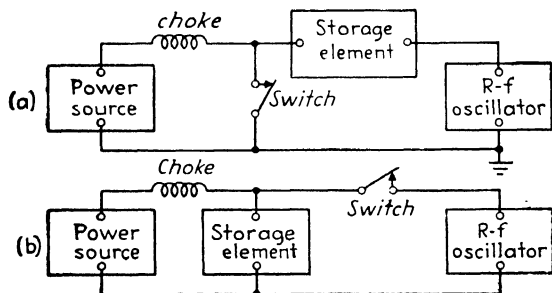 choke
Storage
element
(a)
Power
source
Switch
R-f
oscillator
Choke
Switch
(b)
Power
source
Storage
element
R-f
oscillator